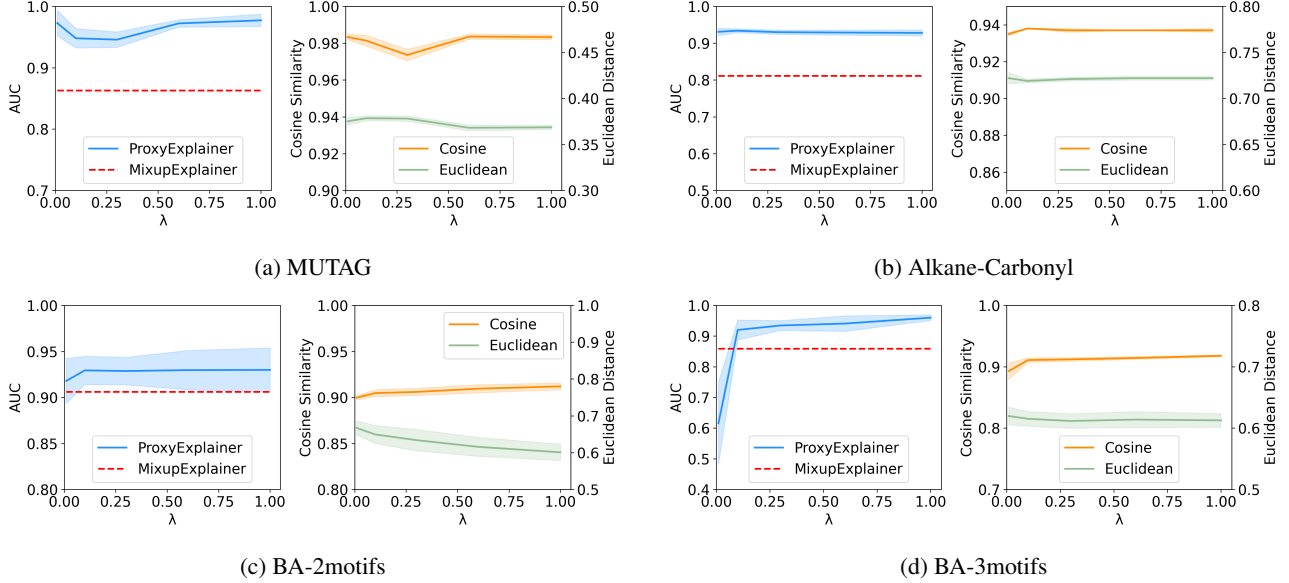 1.0
0.9
0.8
0.7
AUC
0.00 0.25 0.50 0.75 1.00
λ
ProxyExplainer
MixupExplainer
1.00
0.98
0.96
0.94
0.92
0.90
Cosine Similarity
0.50
0.45
0.40
0.35
0.30
Euclidean Distance
0.00 0.25 0.50 0.75 1.00
λ
Cosine
Euclidean
(a) MUTAG
1.0
0.9
0.8
0.7
0.6
0.5
AUC
0.00 0.25 0.50 0.75 1.00
λ
ProxyExplainer
MixupExplainer
0.94
0.92
0.90
0.88
0.86
Cosine Similarity
0.80
0.75
0.70
0.65
0.60
Euclidean Distance
0.00 0.25 0.50 0.75 1.00
λ
Cosine
Euclidean
(b) Alkane-Carbonyl
1.00
0.95
0.90
0.85
0.80
AUC
0.00 0.25 0.50 0.75 1.00
λ
ProxyExplainer
MixupExplainer
1.00
0.95
0.90
0.85
0.80
Cosine Similarity
1.0
0.9
0.8
0.7
0.6
0.5
Euclidean Distance
0.00 0.25 0.50 0.75 1.00
λ
Cosine
Euclidean
(c) BA-2motifs
1.0
0.9
0.8
0.7
0.6
0.5
0.4
AUC
0.00 0.25 0.50 0.75 1.00
λ
ProxyExplainer
MixupExplainer
1.0
0.9
0.8
0.7
Cosine Similarity
0.8
0.7
0.6
0.5
Euclidean Distance
0.00 0.25 0.50 0.75 1.00
λ
Cosine
Euclidean
(d) BA-3motifs